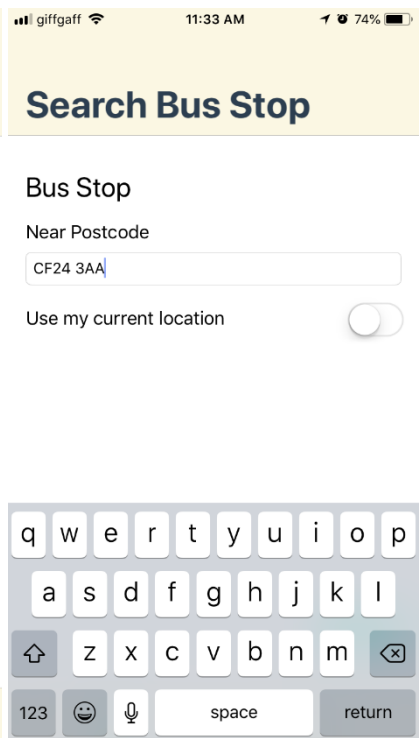 giffgaff 11:33 AM 74%
Search Bus Stop
Bus Stop
Near Postcode
CF24 3AA
Use my current location
q w e r t y u i o p
a s d f g h j k l
z x c v b n m
123 space return